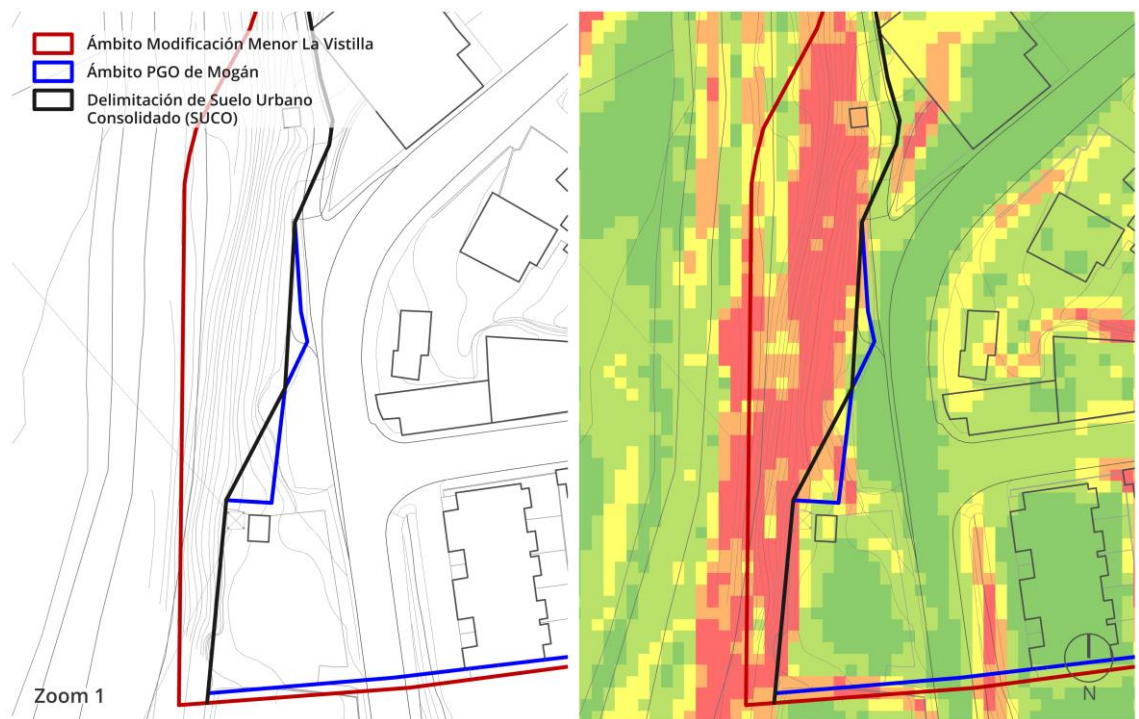 Ámbito Modificación Menor La Vistilla
Ámbito PGO de Mogán
Delimitación de Suelo Urbano
Consolidado (SUCO)
Zoom 1
N